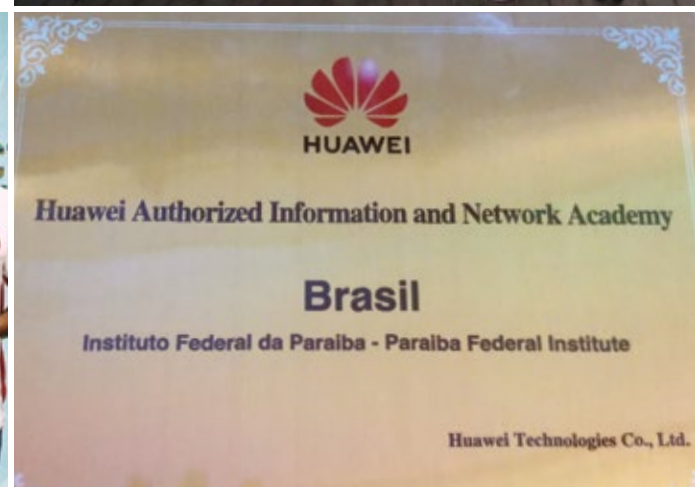 HUAWEI
Huawei Authorized Information and Network Academy
Brasil
Instituto Federal da Paraiba - Paraiba Federal Institute
Huawei Technologies Co., Ltd.